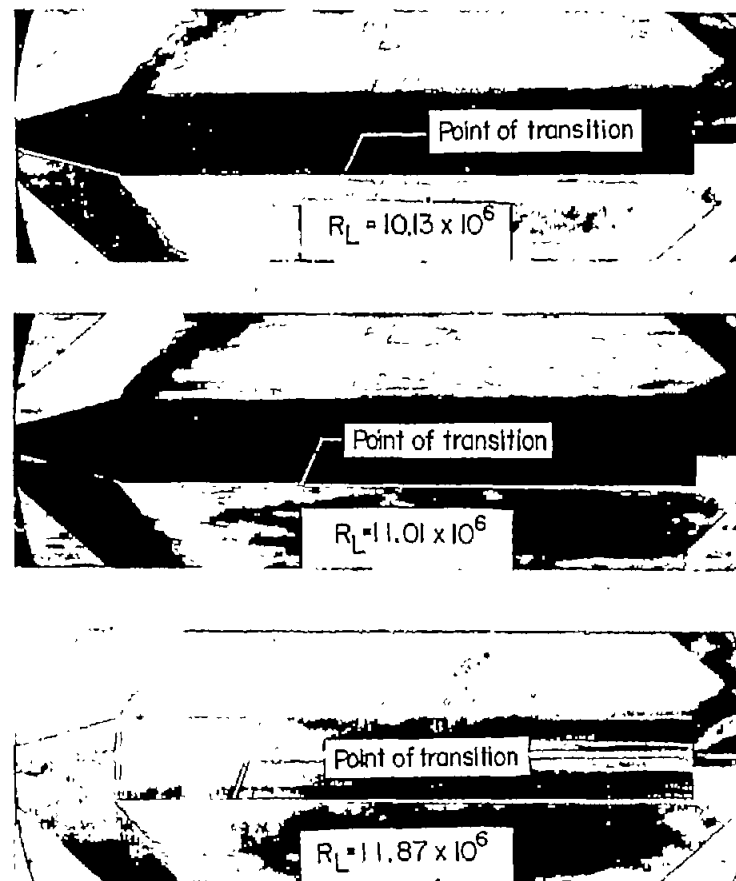 Point of transition
R_L = 10.13 x 10^6
Point of transition
R_L = 11.01 x 10^6
Point of transition
R_L = 11.87 x 10^6